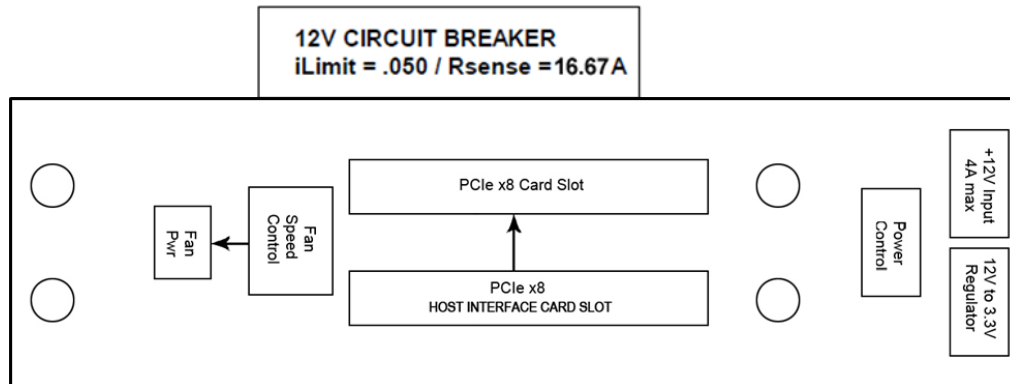 12V CIRCUIT BREAKER
iLimit = .050 / Rsense =16.67A
PCIe x8 Card Slot
PCIe x8
HOST INTERFACE CARD SLOT
Fan
Pwr
Fan
Speed
Control
Power
Control
+12V Input
4A max
12V to 3.3V
Regulator